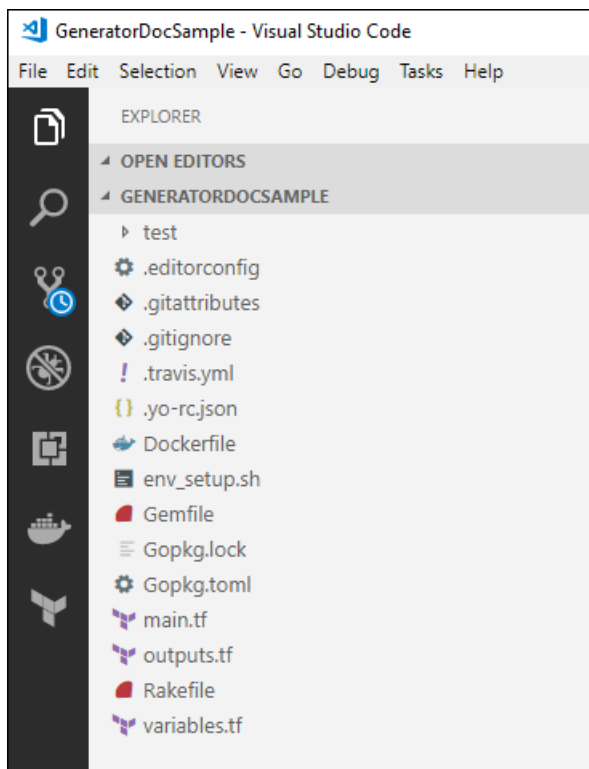 GeneratorDocSample - Visual Studio Code
File Edit Selection View Go Debug Tasks Help
EXPLORER
OPEN EDITORS
GENERATORDOCSAMPLE
test
.editorconfig
.gitattributes
.gitignore
.travis.yml
.yo-rc.json
Dockerfile
env_setup.sh
Gemfile
Gopkg.lock
Gopkg.toml
main.tf
outputs.tf
Rakefile
variables.tf